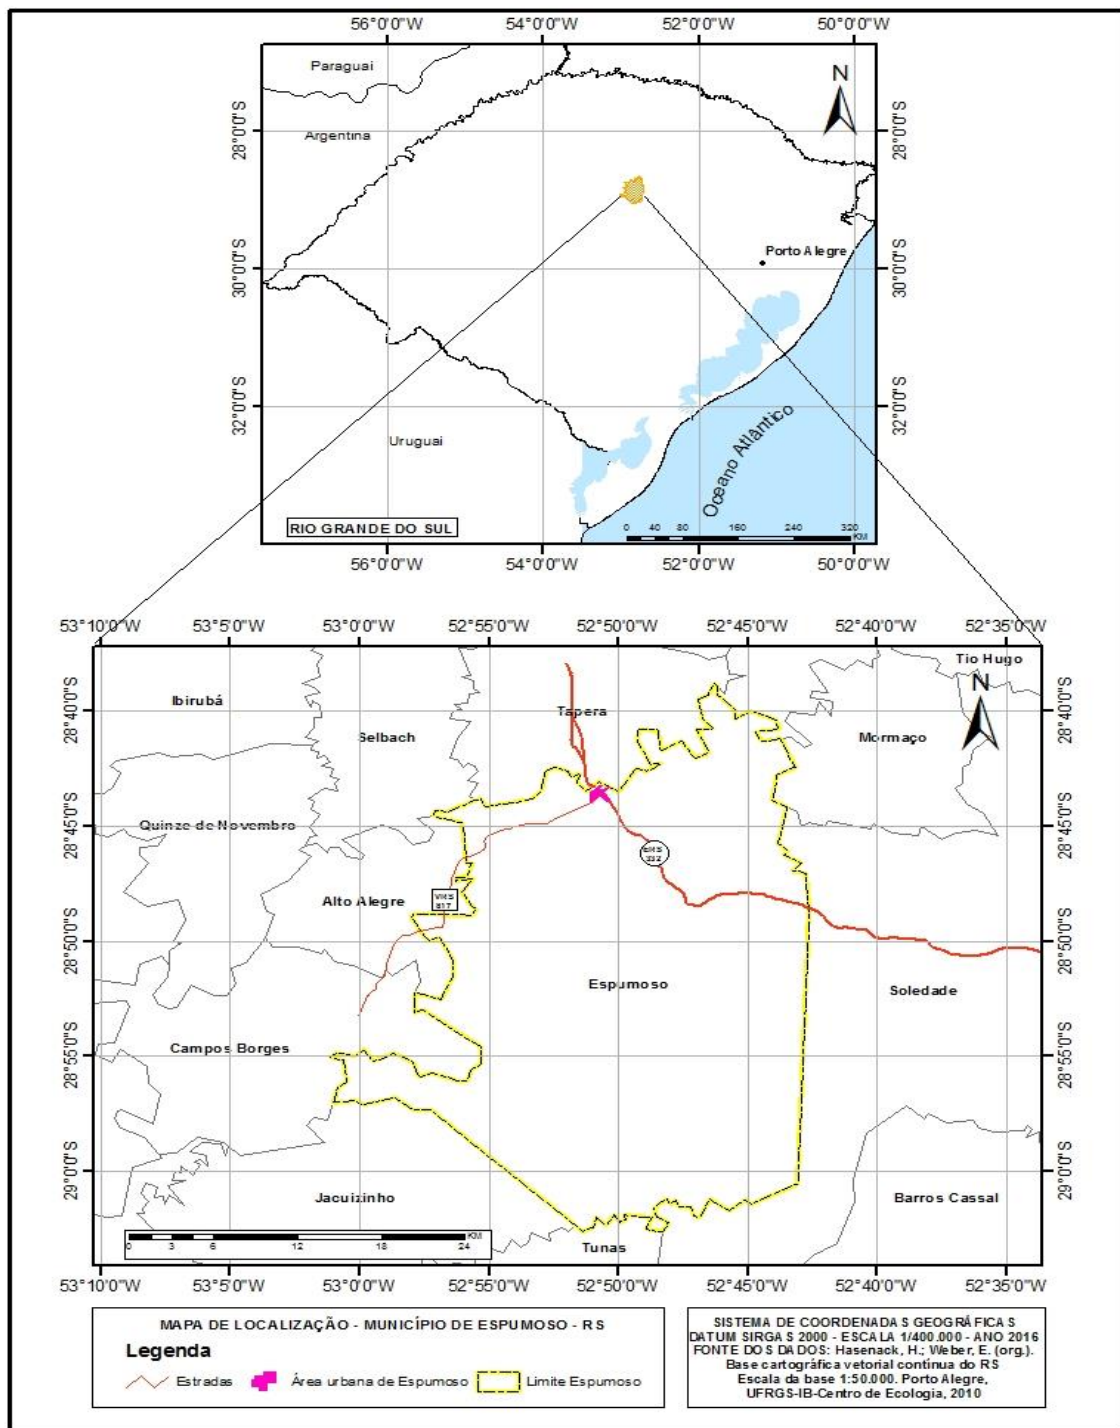 56°0'0"W 54°0'0"W 52°0'0"W 50°0'0"W
Paraguai
N
28°0'0"S
28°0'0"S
Argentina
Porto Alegre
30°0'0"S
30°0'0"S
32°0'0"S
32°0'0"S
Uruguai
Oceano Atlântico
RIO GRANDE DO SUL
0 40 80 160 240 320
KM
56°0'0"W 54°0'0"W 52°0'0"W 50°0'0"W
53°10'0"W 53°5'0"W 53°0'0"W 52°55'0"W 52°50'0"W 52°45'0"W 52°40'0"W 52°35'0"W
Tio Hugo
N
Ibirubá
Tapera
28°40'0"S
28°40'0"S
Selbach
Mormaço
Quinze de Novembro
28°45'0"S
28°45'0"S
ERS
332
VRS
817
Alto Alegre
28°50'0"S
28°50'0"S
Espumoso
Soledade
Campos Borges
28°55'0"S
28°55'0"S
29°0'0"S
29°0'0"S
Jacuizinho
Barros Cassal
Tunas
KM
0 3 6 12 18 24
53°10'0"W 53°5'0"W 53°0'0"W 52°55'0"W 52°50'0"W 52°45'0"W 52°40'0"W 52°35'0"W
MAPA DE LOCALIZAÇÃO - MUNICÍPIO DE ESPUMOSO - RS
Legenda
Estradas Área urbana de Espumoso Limite Espumoso
SISTEMA DE COORDENADAS GEOGRÁFICAS
DATUM SIRGAS 2000 - ESCALA 1/400.000 - ANO 2016
FONTE DOS DADOS: Hasenack, H.; Weber, E. (org.).
Base cartográfica vetorial contínua do RS
Escala da base 1:50.000. Porto Alegre,
UFRGS-IB-Centro de Ecologia, 2010